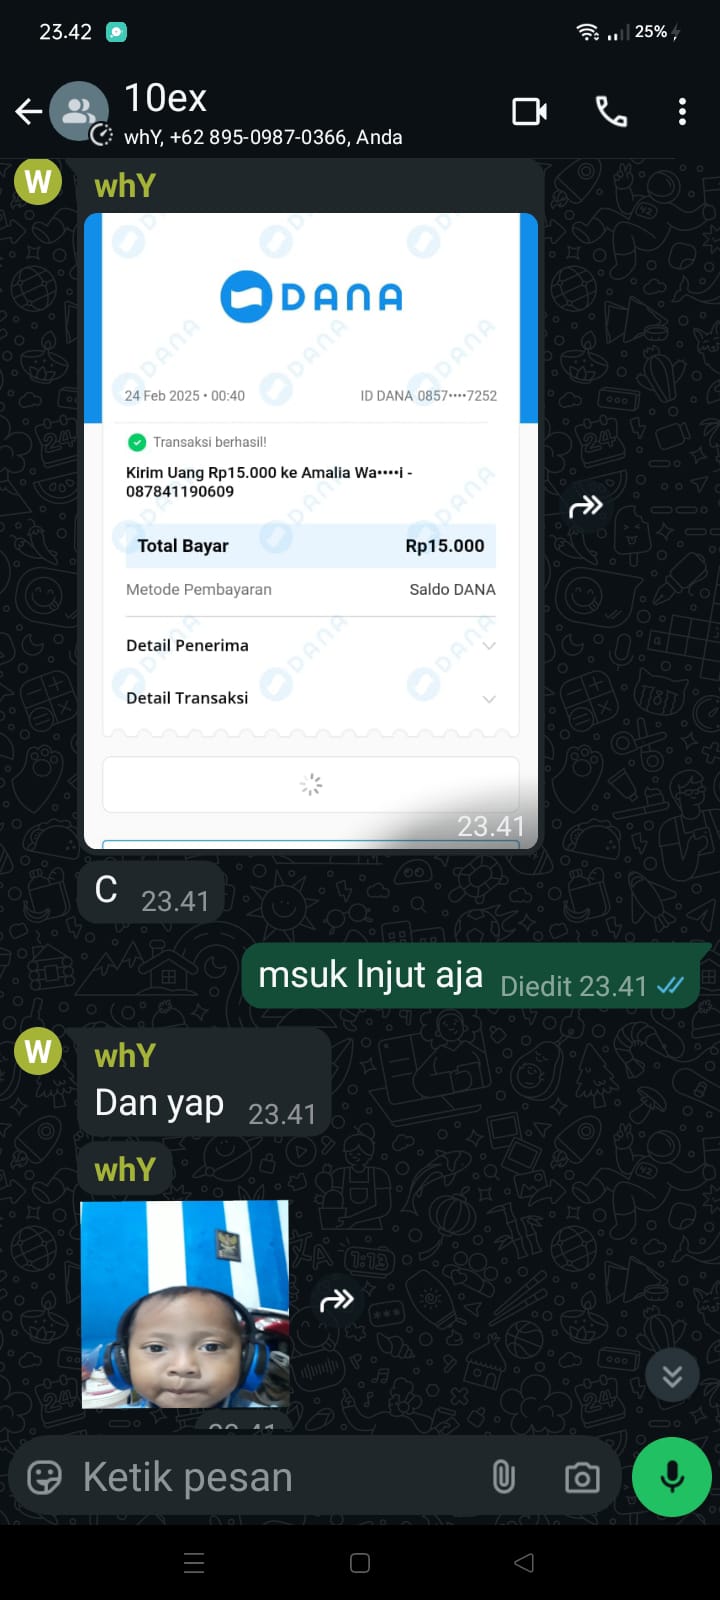 23.42
25%
10ex
whY, +62 895-0987-0366, Anda
W
whY
DANA
24 Feb 2025 • 00:40
ID DANA 0857••••7252
Transaksi berhasil!
Kirim Uang Rp15.000 ke Amalia Wa••••i -
087841190609
Total Bayar
Rp15.000
Metode Pembayaran
Saldo DANA
Detail Penerima
Detail Transaksi
23.41
C 23.41
msuk lnjut aja Diedit 23.41
W
whY
Dan yap 23.41
whY
Ketik pesan